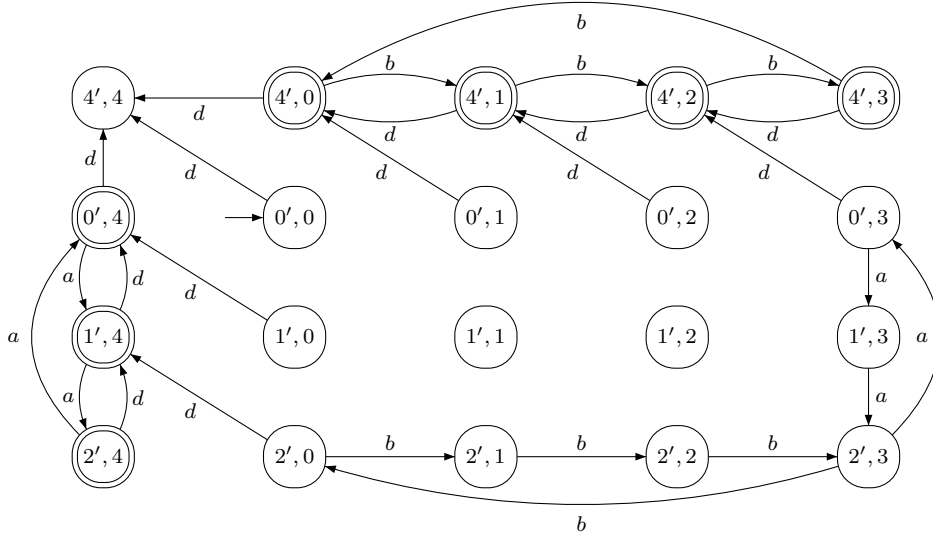 b
b b b
4′, 4 4′, 0 4′, 1 4′, 2 4′, 3
d d d d
d d d d d
0′, 4 0′, 0 0′, 1 0′, 2 0′, 3
a d d a
a 1′, 4 1′, 0 1′, 1 1′, 2 1′, 3 a
a d d a
b b b
2′, 4 2′, 0 2′, 1 2′, 2 2′, 3
b